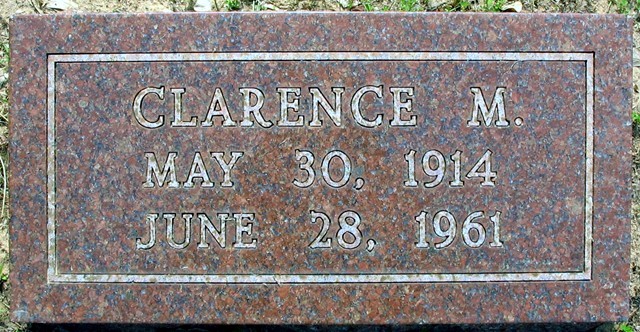 CLARENCE M.
MAY 30, 1914
JUNE 28, 1961